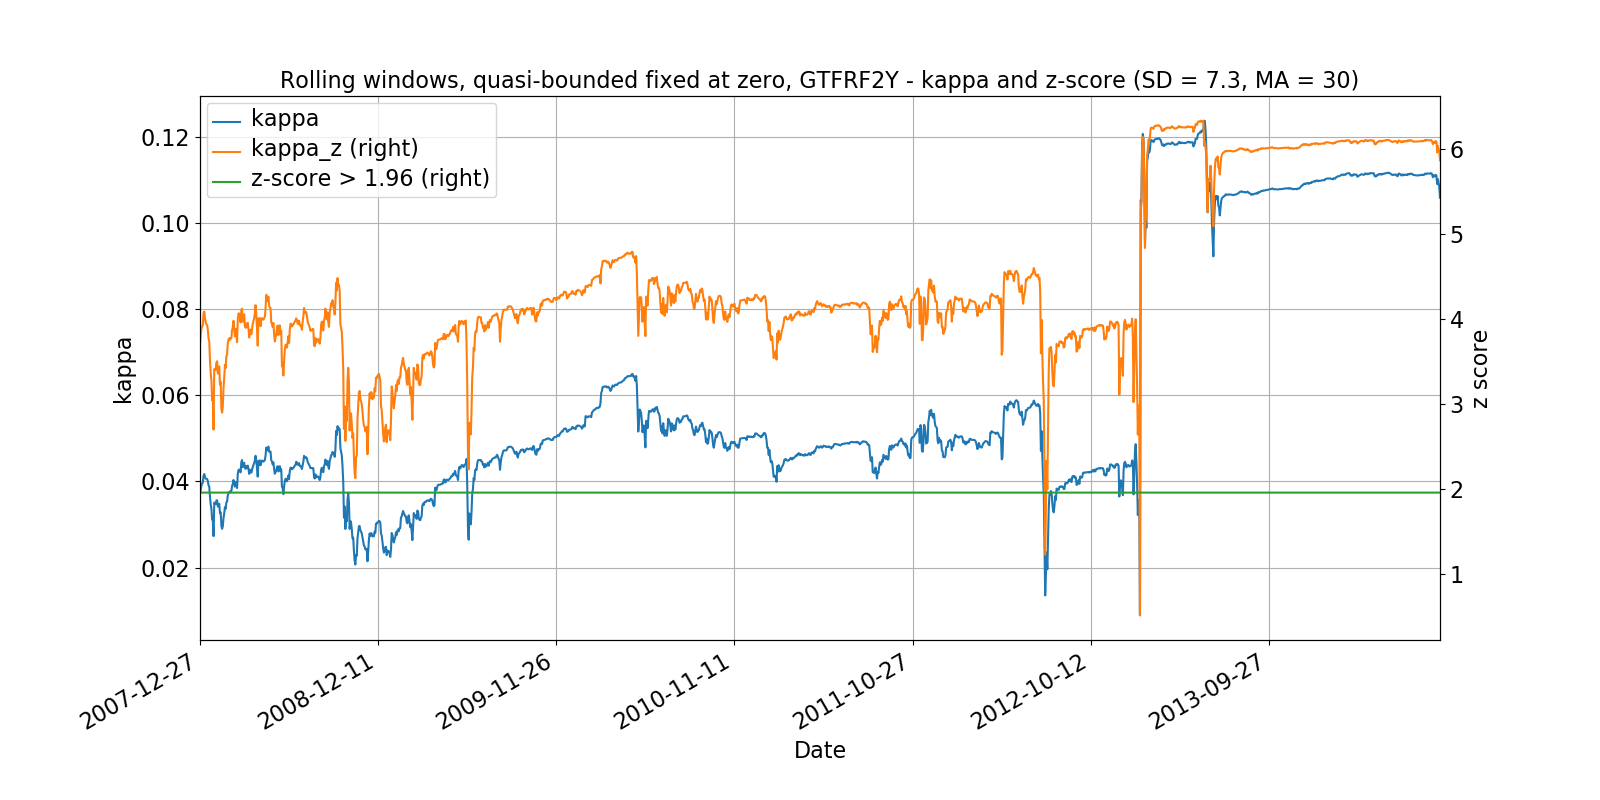 Rolling windows, quasi-bounded fixed at zero, GTFRF2Y - kappa and z-score (SD = 7.3, MA = 30)
kappa
kappa_z (right)
z-score > 1.96 (right)
0.12
0.10
0.08
0.06
0.04
0.02
kappa
6
5
4
3
2
1
z score
2007-12-27
2008-12-11
2009-11-26
2010-11-11
2011-10-27
2012-10-12
2013-09-27
Date